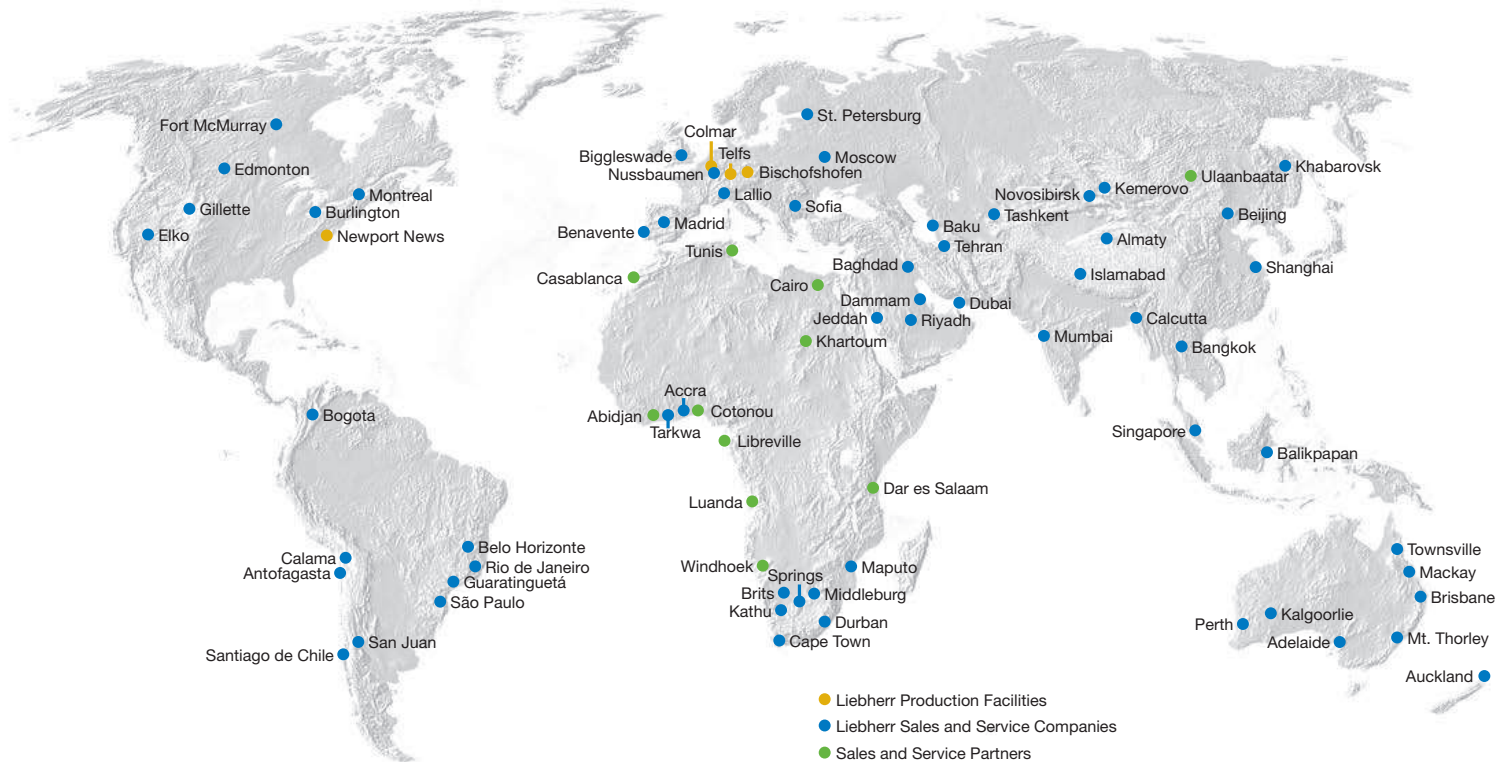 Fort McMurray
Edmonton
Montreal
Gillette
Burlington
Elko
Newport News
Bogota
Calama
Antofagasta
Belo Horizonte
Rio de Janeiro
Guaratinguetá
São Paulo
San Juan
Santiago de Chile
St. Petersburg
Colmar
Biggleswade
Telfs
Moscow
Nussbaumen
Bischofshofen
Lallio
Sofia
Madrid
Benavente
Tunis
Casablanca
Cairo
Khartoum
Accra
Abidjan
Cotonou
Tarkwa
Libreville
Luanda
Dar es Salaam
Windhoek
Springs
Maputo
Brits
Middleburg
Kathu
Durban
Cape Town
Baku
Tehran
Baghdad
Dammam
Dubai
Jeddah
Riyadh
Khabarovsk
Ulaanbaatar
Kemerovo
Novosibirsk
Tashkent
Beijing
Almaty
Islamabad
Shanghai
Calcutta
Mumbai
Bangkok
Singapore
Balikpapan
Townsville
Mackay
Brisbane
Kalgoorlie
Perth
Adelaide
Mt. Thorley
Auckland
Liebherr Production Facilities
Liebherr Sales and Service Companies
Sales and Service Partners